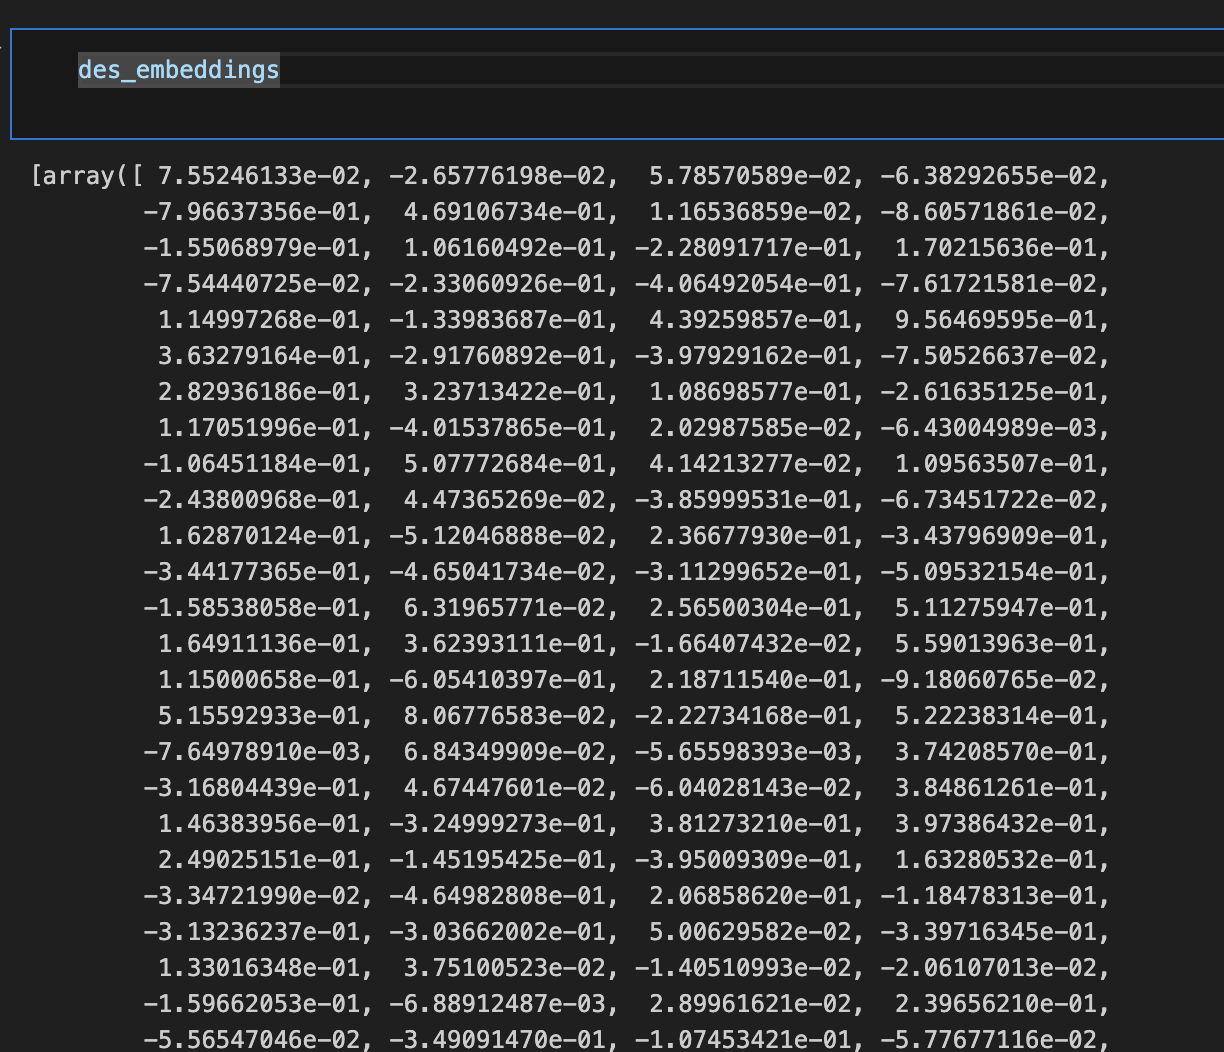 des_embeddings
[array([ 7.55246133e-02, -2.65776198e-02,  5.78570589e-02, -6.38292655e-02,
-7.96637356e-01,  4.69106734e-01,  1.16536859e-02, -8.60571861e-02,
-1.55068979e-01,  1.06160492e-01, -2.28091717e-01,  1.70215636e-01,
-7.54440725e-02, -2.33060926e-01, -4.06492054e-01, -7.61721581e-02,
1.14997268e-01, -1.33983687e-01,  4.39259857e-01,  9.56469595e-01,
3.63279164e-01, -2.91760892e-01, -3.97929162e-01, -7.50526637e-02,
2.82936186e-01,  3.23713422e-01,  1.08698577e-01, -2.61635125e-01,
1.17051996e-01, -4.01537865e-01,  2.02987585e-02, -6.43004989e-03,
-1.06451184e-01,  5.07772684e-01,  4.14213277e-02,  1.09563507e-01,
-2.43800968e-01,  4.47365269e-02, -3.85999531e-01, -6.73451722e-02,
1.62870124e-01, -5.12046888e-02,  2.36677930e-01, -3.43796909e-01,
-3.44177365e-01, -4.65041734e-02, -3.11299652e-01, -5.09532154e-01,
-1.58538058e-01,  6.31965771e-02,  2.56500304e-01,  5.11275947e-01,
1.64911136e-01,  3.62393111e-01, -1.66407432e-02,  5.59013963e-01,
1.15000658e-01, -6.05410397e-01,  2.18711540e-01, -9.18060765e-02,
5.15592933e-01,  8.06776583e-02, -2.22734168e-01,  5.22238314e-01,
-7.64978910e-03,  6.84349909e-02, -5.65598393e-03,  3.74208570e-01,
-3.16804439e-01,  4.67447601e-02, -6.04028143e-02,  3.84861261e-01,
1.46383956e-01, -3.24999273e-01,  3.81273210e-01,  3.97386432e-01,
2.49025151e-01, -1.45195425e-01, -3.95009309e-01,  1.63280532e-01,
-3.34721990e-02, -4.64982808e-01,  2.06858620e-01, -1.18478313e-01,
-3.13236237e-01, -3.03662002e-01,  5.00629582e-02, -3.39716345e-01,
1.33016348e-01,  3.75100523e-02, -1.40510993e-02, -2.06107013e-02,
-1.59662053e-01, -6.88912487e-03,  2.89961621e-02,  2.39656210e-01,
-5.56547046e-02, -3.49091470e-01, -1.07453421e-01, -5.77677116e-02,